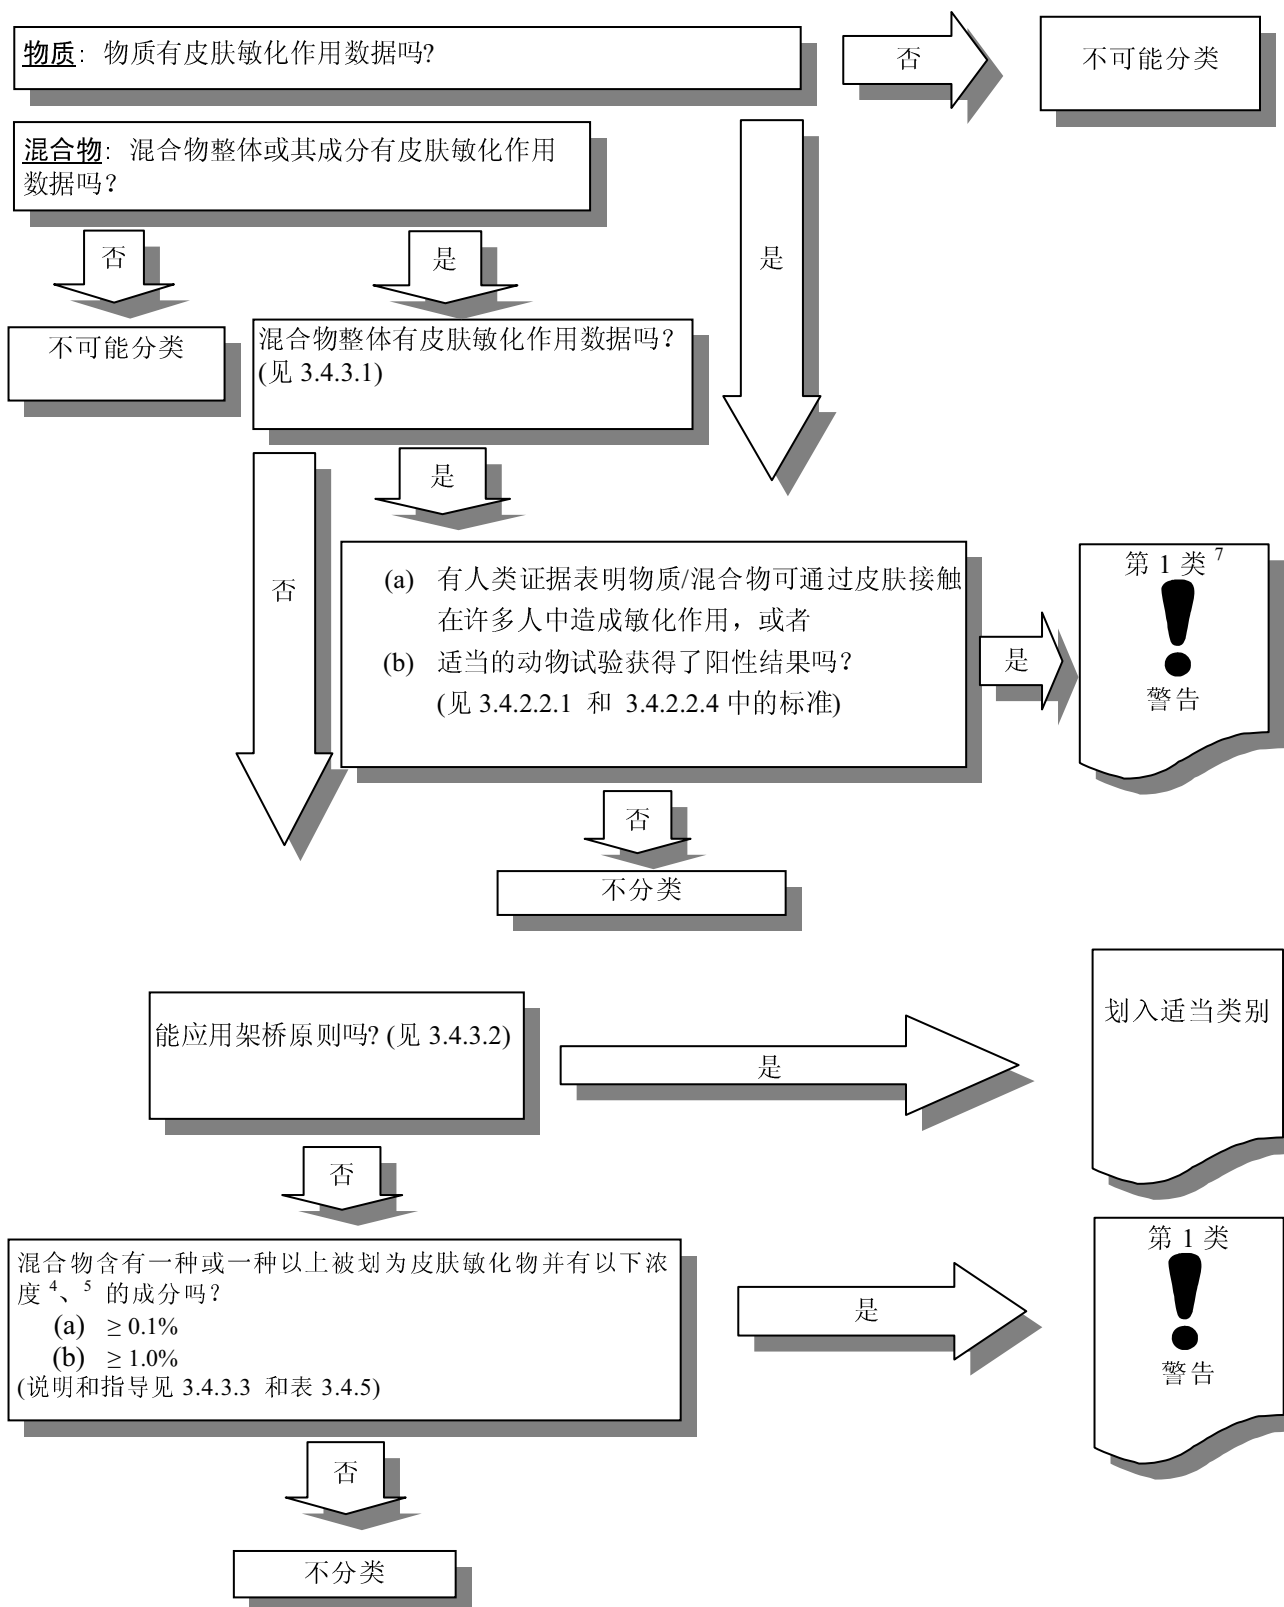 物质：物质有皮肤敏化作用数据吗?
否
不可能分类
混合物：混合物整体或其成分有皮肤敏化作用
数据吗？
否
是
是
不可能分类
混合物整体有皮肤敏化作用数据吗？
(见 3.4.3.1)
是
否
(a) 有人类证据表明物质/混合物可通过皮肤接触
在许多人中造成敏化作用，或者
(b) 适当的动物试验获得了阳性结果吗？
(见 3.4.2.2.1 和 3.4.2.2.4 中的标准)
是
第 1 类 7
警告
否
不分类
能应用架桥原则吗? (见 3.4.3.2)
是
划入适当类别
否
混合物含有一种或一种以上被划为皮肤敏化物并有以下浓
度 4、5 的成分吗？
(a) ≥ 0.1%
(b) ≥ 1.0%
(说明和指导见 3.4.3.3 和表 3.4.5)
是
第 1 类
警告
否
不分类